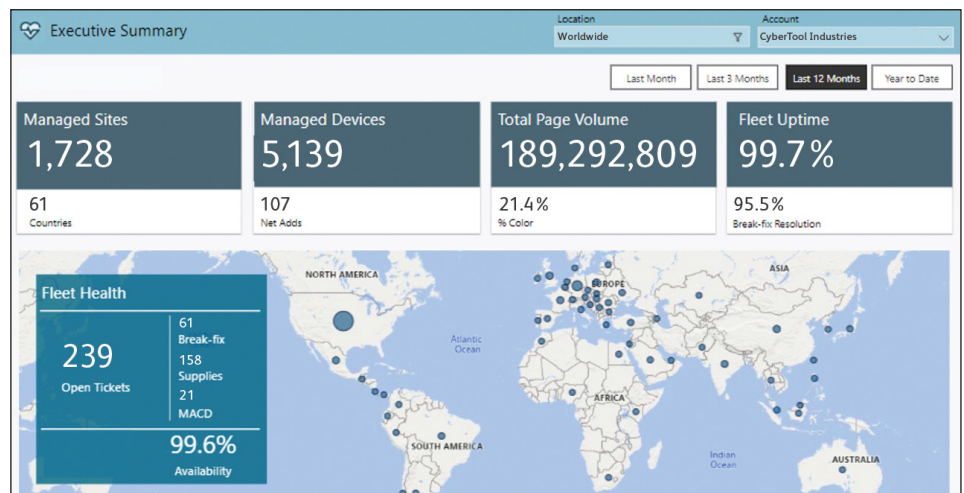 Executive Summary
Location
Worldwide
Account
CyberTool Industries
Last Month
Last 3 Months
Last 12 Months
Year to Date
Managed Sites
1,728
61
Countries
Managed Devices
5,139
107
Net Adds
Total Page Volume
189,292,809
21.4%
% Color
Fleet Uptime
99.7%
95.5%
Break-fix Resolution
Fleet Health
239
Open Tickets
61
Break-fix
158
Supplies
21
MACD
99.6%
Availability
NORTH AMERICA
Atlantic
Ocean
SOUTH AMERICA
EUROPE
AFRICA
ASIA
Indian
Ocean
AUSTRALIA